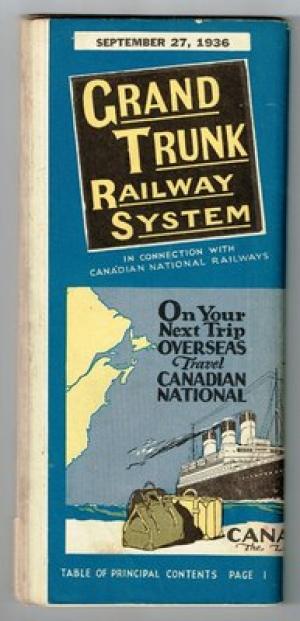 SEPTEMBER 27, 1936
GRAND
TRUNK
RAILWAY
SYSTEM
IN CONNECTION WITH
CANADIAN NATIONAL RAILWAYS
On Your
Next Trip
OVERSEAS
Travel
CANADIAN
NATIONAL
CANA
The
TABLE OF PRINCIPAL CONTENTS PAGE 1